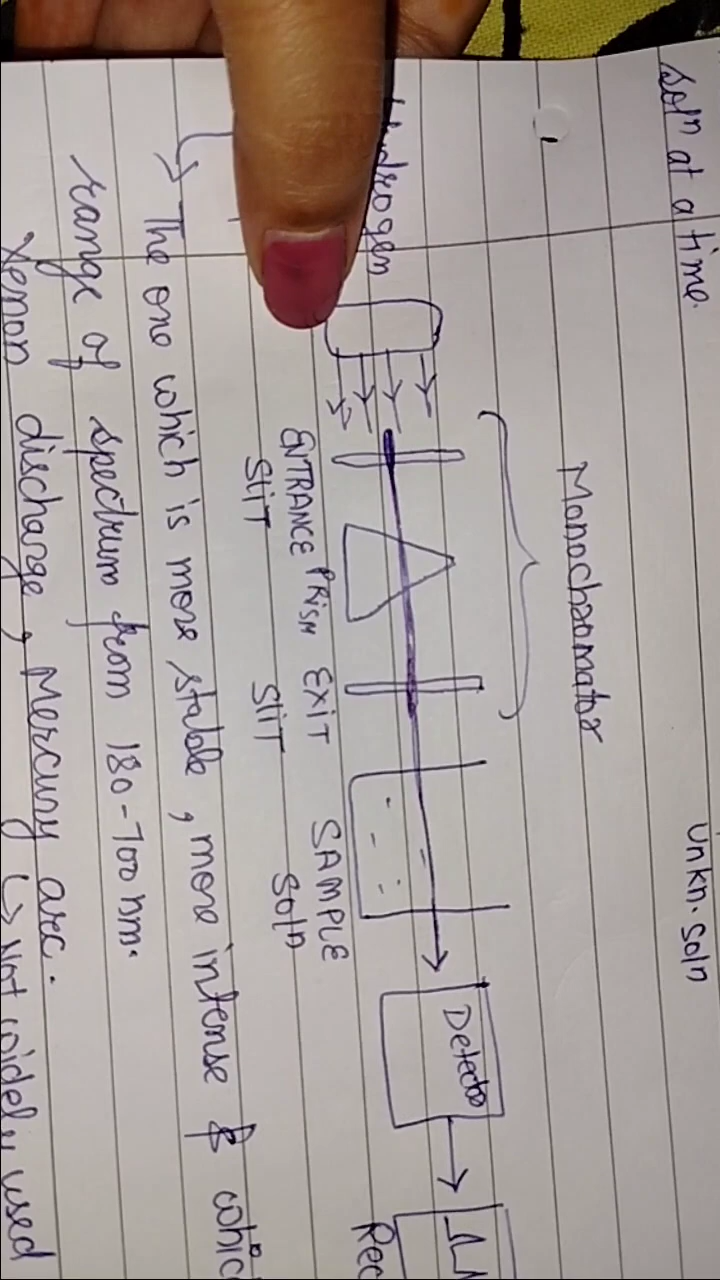 Soln at a time.
Unkn. Soln
Monochromator
Hydrogen
Detector
ENTRANCE SLIT
PRISM
EXIT SLIT
SAMPLE Soln
Rec
The one which is more stable, more intense & whic
range of spectrum from 180-700 nm.
Xenon discharge, Mercury arc.
↳ Not widely used